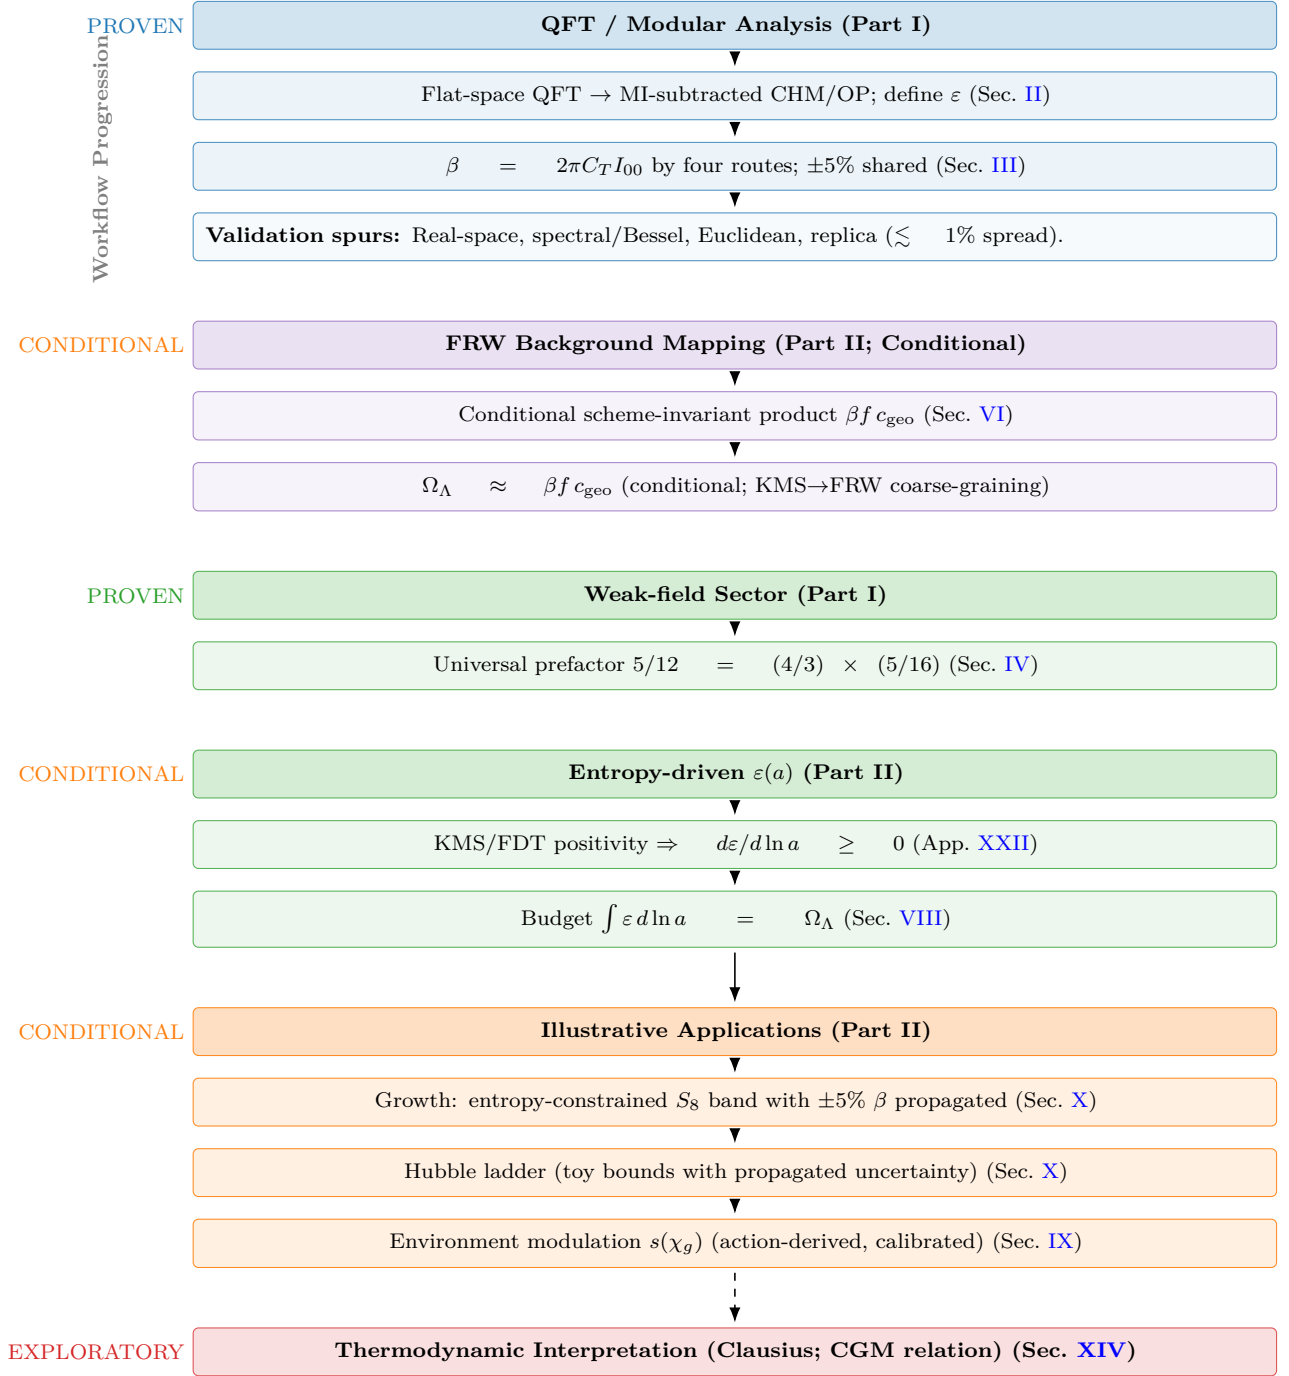 PROVEN
QFT / Modular Analysis (Part I)
Workflow Progression
Flat-space QFT → MI-subtracted CHM/OP; define ε (Sec. II)
β = 2πC_T I_00 by four routes; ±5% shared (Sec. III)
Validation spurs: Real-space, spectral/Bessel, Euclidean, replica (≲ 1% spread).
CONDITIONAL
FRW Background Mapping (Part II; Conditional)
Conditional scheme-invariant product βf c_geo (Sec. VI)
Ω_Λ ≈ βf c_geo (conditional; KMS→FRW coarse-graining)
PROVEN
Weak-field Sector (Part I)
Universal prefactor 5/12 = (4/3) × (5/16) (Sec. IV)
CONDITIONAL
Entropy-driven ε(a) (Part II)
KMS/FDT positivity ⇒ dε/d ln a ≥ 0 (App. XXII)
Budget ∫ ε d ln a = Ω_Λ (Sec. VIII)
CONDITIONAL
Illustrative Applications (Part II)
Growth: entropy-constrained S_8 band with ±5% β propagated (Sec. X)
Hubble ladder (toy bounds with propagated uncertainty) (Sec. X)
Environment modulation s(χ_g) (action-derived, calibrated) (Sec. IX)
EXPLORATORY
Thermodynamic Interpretation (Clausius; CGM relation) (Sec. XIV)